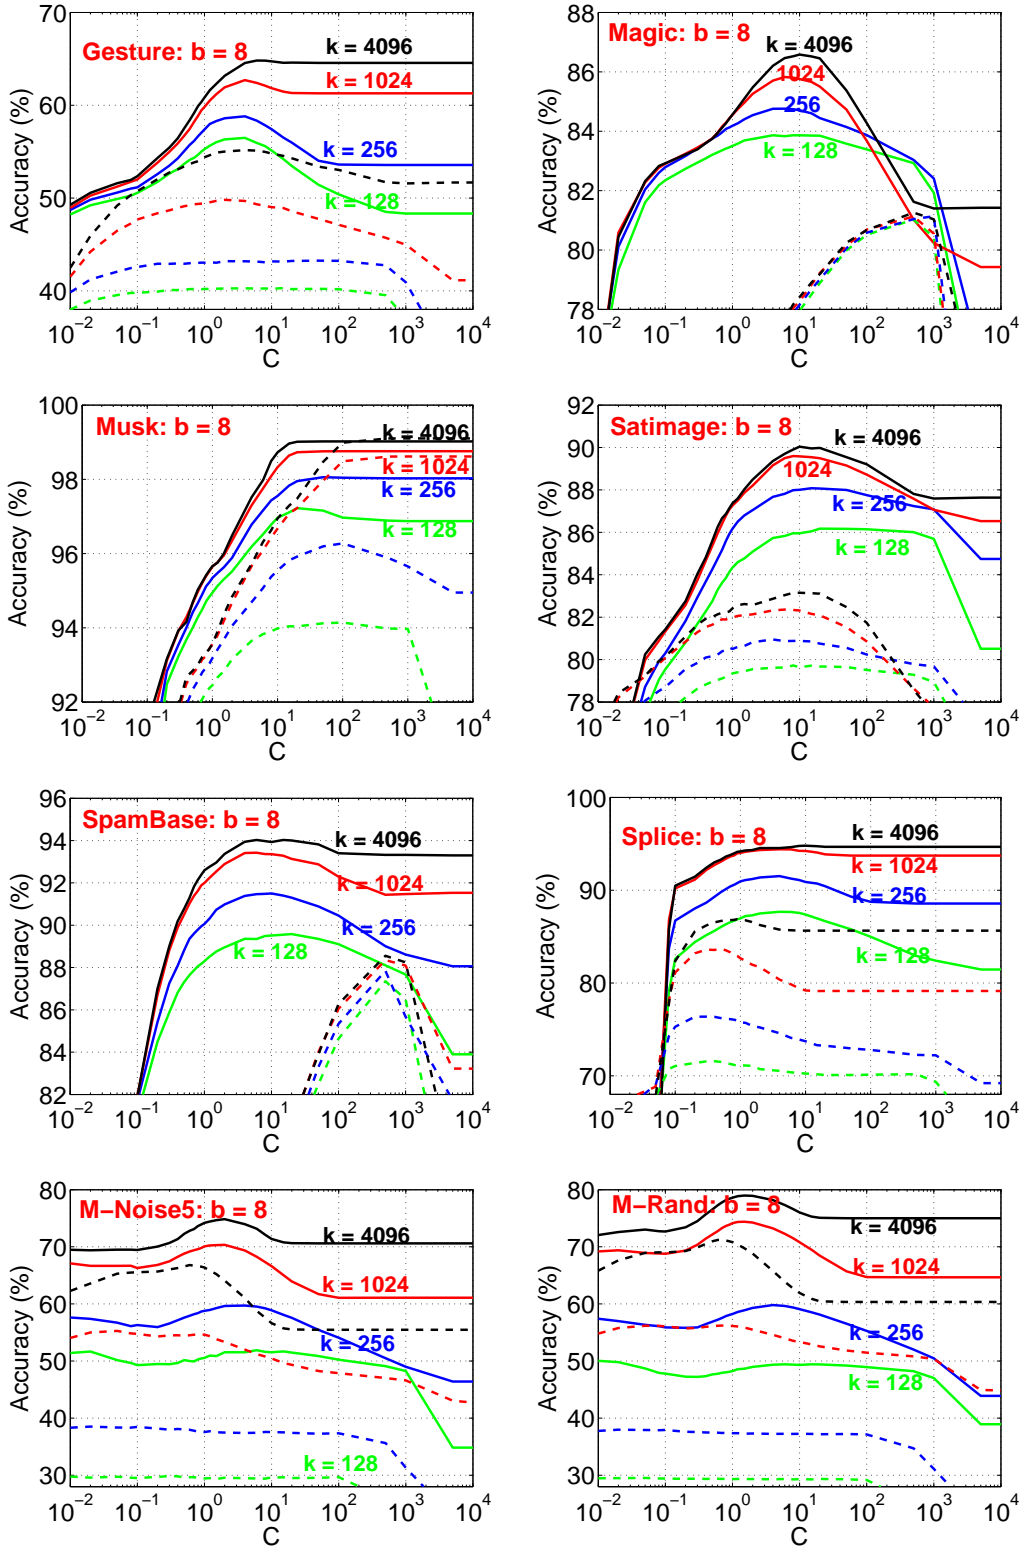 Gesture: b = 8
k = 4096
k = 1024
k = 256
k = 128
Accuracy (%)
70
60
50
40
10^-2 10^-1 10^0 10^1 10^2 10^3 10^4
C
Magic: b = 8
k = 4096
1024
256
k = 128
Accuracy (%)
88
86
84
82
80
78
10^-2 10^-1 10^0 10^1 10^2 10^3 10^4
C
Musk: b = 8
k = 4096
k = 1024
k = 256
k = 128
Accuracy (%)
100
98
96
94
92
10^-2 10^-1 10^0 10^1 10^2 10^3 10^4
C
Satimage: b = 8
k = 4096
1024
k = 256
k = 128
Accuracy (%)
92
90
88
86
84
82
80
78
10^-2 10^-1 10^0 10^1 10^2 10^3 10^4
C
SpamBase: b = 8
k = 4096
k = 1024
k = 256
k = 128
Accuracy (%)
96
94
92
90
88
86
84
82
10^-2 10^-1 10^0 10^1 10^2 10^3 10^4
C
Splice: b = 8
k = 4096
k = 1024
k = 256
k = 128
Accuracy (%)
100
90
80
70
10^-2 10^-1 10^0 10^1 10^2 10^3 10^4
C
M−Noise5: b = 8
k = 4096
k = 1024
k = 256
k = 128
Accuracy (%)
80
70
60
50
40
30
10^-2 10^-1 10^0 10^1 10^2 10^3 10^4
C
M−Rand: b = 8
k = 4096
k = 1024
k = 256
k = 128
Accuracy (%)
80
70
60
50
40
30
10^-2 10^-1 10^0 10^1 10^2 10^3 10^4
C